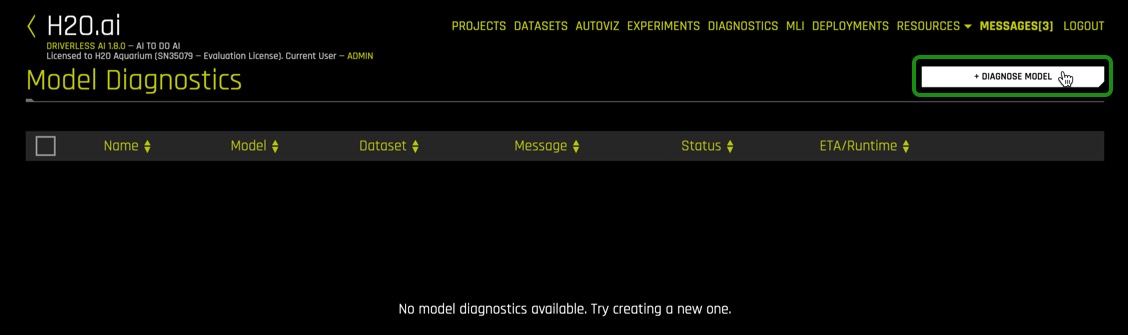 H2O.ai
PROJECTS DATASETS AUTOVIZ EXPERIMENTS DIAGNOSTICS MLI DEPLOYMENTS RESOURCES MESSAGES[3] LOGOUT
DRIVERLESS AI 1.8.0 – AI TO DO AI
Licensed to H2O Aquarium (SN35079 – Evaluation License). Current User – ADMIN
Model Diagnostics
+ DIAGNOSE MODEL
Name Model Dataset Message Status ETA/Runtime
No model diagnostics available. Try creating a new one.